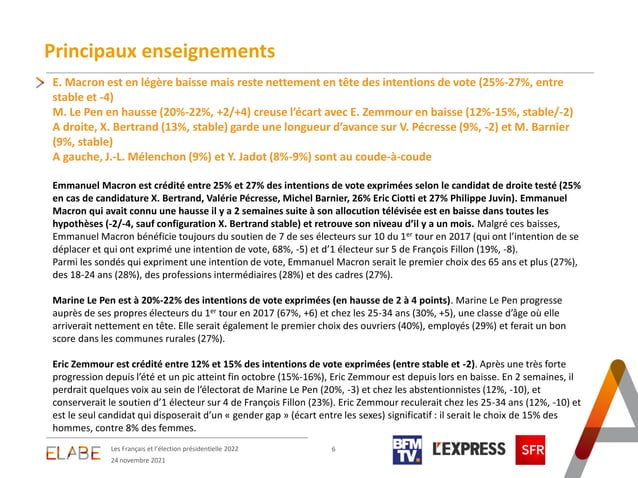 Principaux enseignements
E. Macron est en légère baisse mais reste nettement en tête des intentions de vote (25%-27%, entre
stable et -4)
M. Le Pen en hausse (20%-22%, +2/+4) creuse l'écart avec E. Zemmour en baisse (12%-15%, stable/-2)
A droite, X. Bertrand (13%, stable) garde une longueur d'avance sur V. Pécresse (9%, -2) et M. Barnier
(9%, stable)
A gauche, J.-L. Mélenchon (9%) et Y. Jadot (8%-9%) sont au coude-à-coude
Emmanuel Macron est crédité entre 25% et 27% des intentions de vote exprimées selon le candidat de droite testé (25%
en cas de candidature X. Bertrand, Valérie Pécresse, Michel Barnier, 26% Eric Ciotti et 27% Philippe Juvin). Emmanuel
Macron qui avait connu une hausse il y a 2 semaines suite à son allocution télévisée est en baisse dans toutes les
hypothèses (-2/-4, sauf configuration X. Bertrand stable) et retrouve son niveau d'il y a un mois. Malgré ces baisses,
Emmanuel Macron bénéficie toujours du soutien de 7 de ses électeurs sur 10 du 1er tour en 2017 (qui ont l'intention de se
déplacer et qui ont exprimé une intention de vote, 68%, -5) et d'1 électeur sur 5 de François Fillon (19%, -8).
Parmi les sondés qui expriment une intention de vote, Emmanuel Macron serait le premier choix des 65 ans et plus (27%),
des 18-24 ans (28%), des professions intermédiaires (28%) et des cadres (27%).
Marine Le Pen est à 20%-22% des intentions de vote exprimées (en hausse de 2 à 4 points). Marine Le Pen progresse
auprès de ses propres électeurs du 1er tour en 2017 (67%, +6) et chez les 25-34 ans (30%, +5), une classe d'âge où elle
arriverait nettement en tête. Elle serait également le premier choix des ouvriers (40%), employés (29%) et ferait un bon
score dans les communes rurales (27%).
Eric Zemmour est crédité entre 12% et 15% des intentions de vote exprimées (entre stable et -2). Après une très forte
progression depuis l'été et un pic atteint fin octobre (15%-16%), Eric Zemmour est depuis lors en baisse. En 2 semaines, il
perdrait quelques voix au sein de l'électorat de Marine Le Pen (20%, -3) et chez les abstentionnistes (12%, -10), et
conserverait le soutien d'1 électeur sur 4 de François Fillon (23%). Eric Zemmour reculerait chez les 25-34 ans (12%, -10) et
est le seul candidat qui disposerait d'un « gender gap » (écart entre les sexes) significatif : il serait le choix de 15% des
hommes, contre 8% des femmes.
ELABE
Les Français et l'élection présidentielle 2022
24 novembre 2021
6
BFM
TV.
L'EXPRESS
SFR